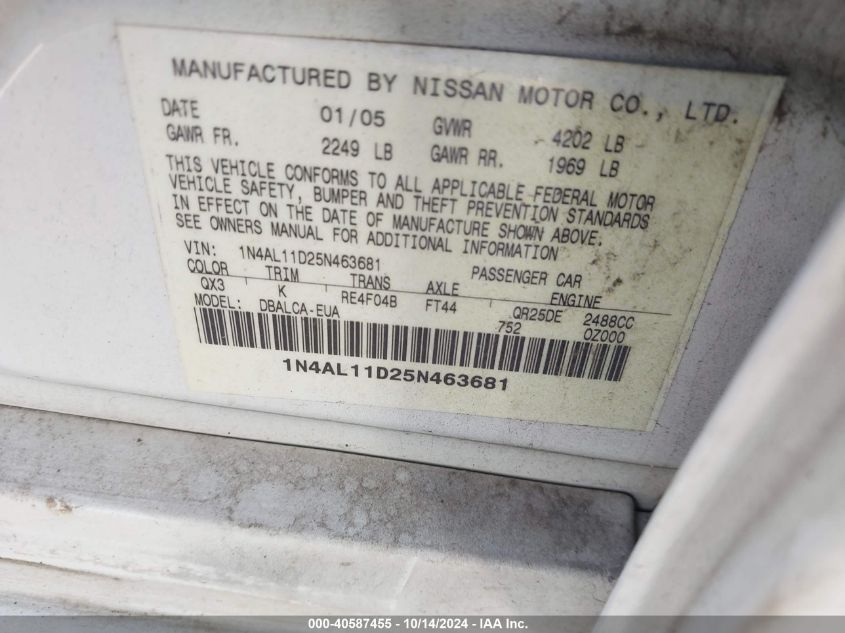 MANUFACTURED BY NISSAN MOTOR CO., LTD.
DATE 01/05 GVWR 4202 LB
GAWR FR. 2249 LB GAWR RR. 1969 LB
THIS VEHICLE CONFORMS TO ALL APPLICABLE FEDERAL MOTOR
VEHICLE SAFETY, BUMPER AND THEFT PREVENTION STANDARDS
IN EFFECT ON THE DATE OF MANUFACTURE SHOWN ABOVE.
SEE OWNERS MANUAL FOR ADDITIONAL INFORMATION
VIN: 1N4AL11D25N463681 PASSENGER CAR
COLOR TRIM TRANS AXLE ENGINE
QX3 K RE4F04B FT44 QR25DE 2488CC
MODEL: DBALCA-EUA 752 0Z000
1N4AL11D25N463681
000-40587455 - 10/14/2024 - IAA